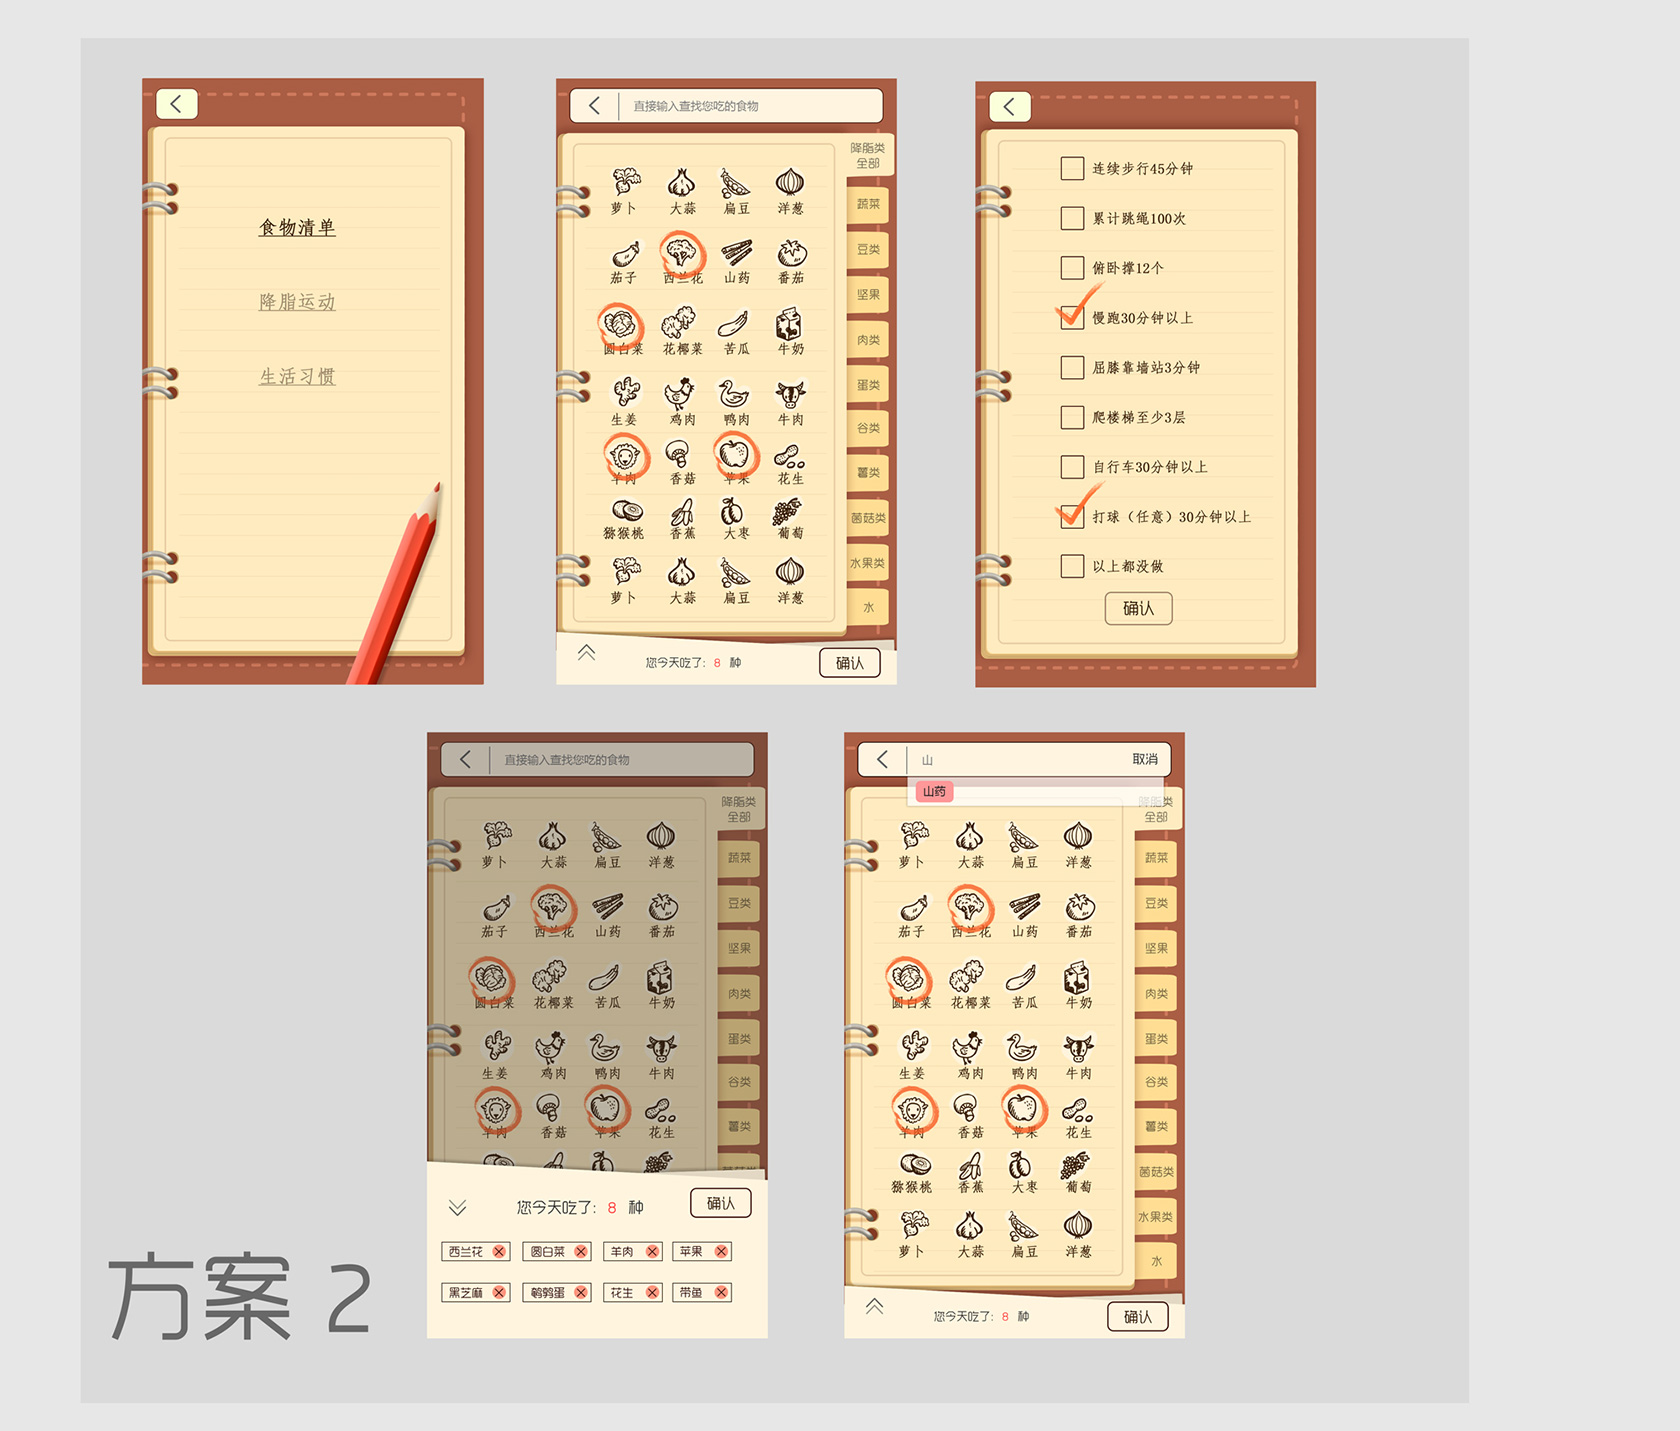 食物清单
降脂运动
生活习惯
直接输入查找您吃的食物
降脂类
全部
萝卜 大蒜 扁豆 洋葱
蔬菜
茄子 西兰花 山药 番茄
豆类
坚果
圆白菜 花椰菜 苦瓜 牛奶
肉类
蛋类
生姜 鸡肉 鸭肉 牛肉
谷类
羊肉 香菇 苹果 花生
薯类
菌菇类
猕猴桃 香蕉 大枣 葡萄
水果类
萝卜 大蒜 扁豆 洋葱
水
您今天吃了: 8 种
确认
连续步行45分钟
累计跳绳100次
俯卧撑12个
慢跑30分钟以上
屈膝靠墙站3分钟
爬楼梯至少3层
自行车30分钟以上
打球（任意）30分钟以上
以上都没做
确认
直接输入查找您吃的食物
降脂类
全部
萝卜 大蒜 扁豆 洋葱
蔬菜
豆类
茄子 西兰花 山药 番茄
坚果
肉类
圆白菜 花椰菜 苦瓜 牛奶
蛋类
生姜 鸡肉 鸭肉 牛肉
谷类
薯类
羊肉 香菇 苹果 花生
菌菇类
您今天吃了: 8 种
确认
西兰花 圆白菜 羊肉 苹果
黑芝麻 鹌鹑蛋 花生 带鱼
山
取消
山药
降脂类
全部
萝卜 大蒜 扁豆 洋葱
蔬菜
豆类
茄子 西兰花 山药 番茄
坚果
肉类
圆白菜 花椰菜 苦瓜 牛奶
蛋类
生姜 鸡肉 鸭肉 牛肉
谷类
薯类
羊肉 香菇 苹果 花生
菌菇类
猕猴桃 香蕉 大枣 葡萄
水果类
萝卜 大蒜 扁豆 洋葱
水
您今天吃了: 8 种
确认
方案 2